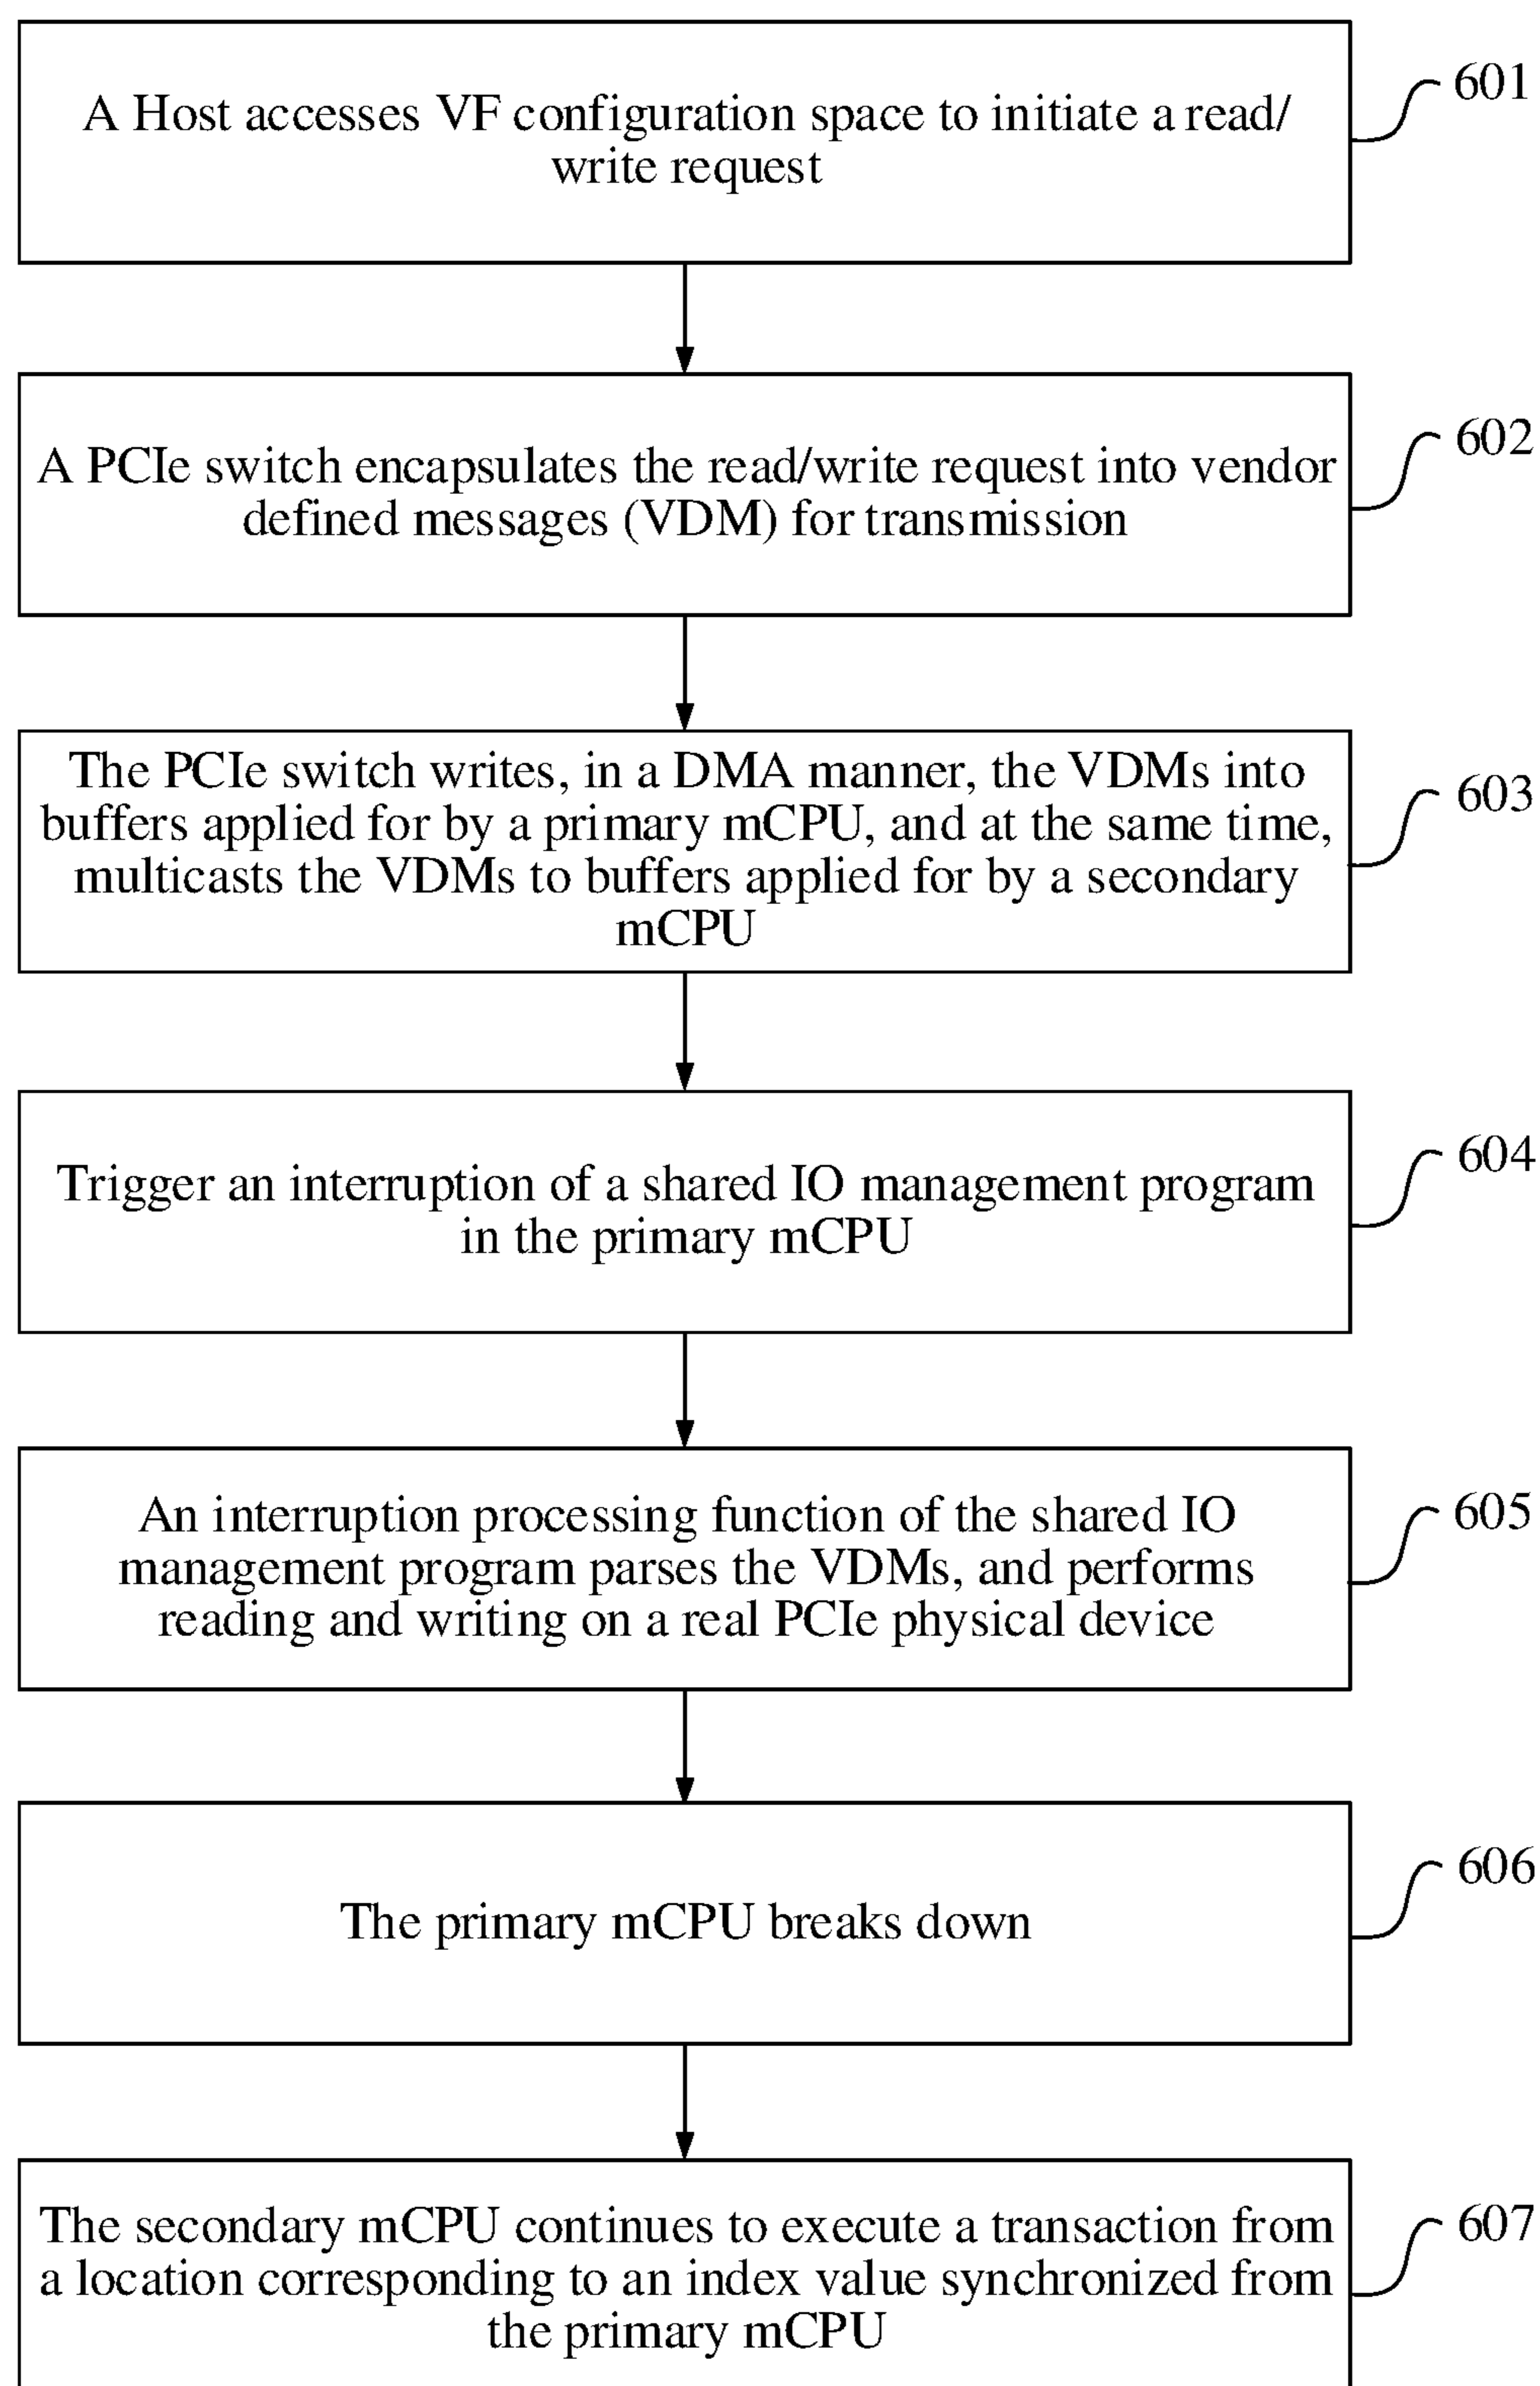 A Host accesses VF configuration space to initiate a read/
write request
601
A PCIe switch encapsulates the read/write request into vendor
defined messages (VDM) for transmission
602
The PCIe switch writes, in a DMA manner, the VDMs into
buffers applied for by a primary mCPU, and at the same time,
multicasts the VDMs to buffers applied for by a secondary
mCPU
603
Trigger an interruption of a shared IO management program
in the primary mCPU
604
An interruption processing function of the shared IO
management program parses the VDMs, and performs
reading and writing on a real PCIe physical device
605
The primary mCPU breaks down
606
The secondary mCPU continues to execute a transaction from
a location corresponding to an index value synchronized from
the primary mCPU
607